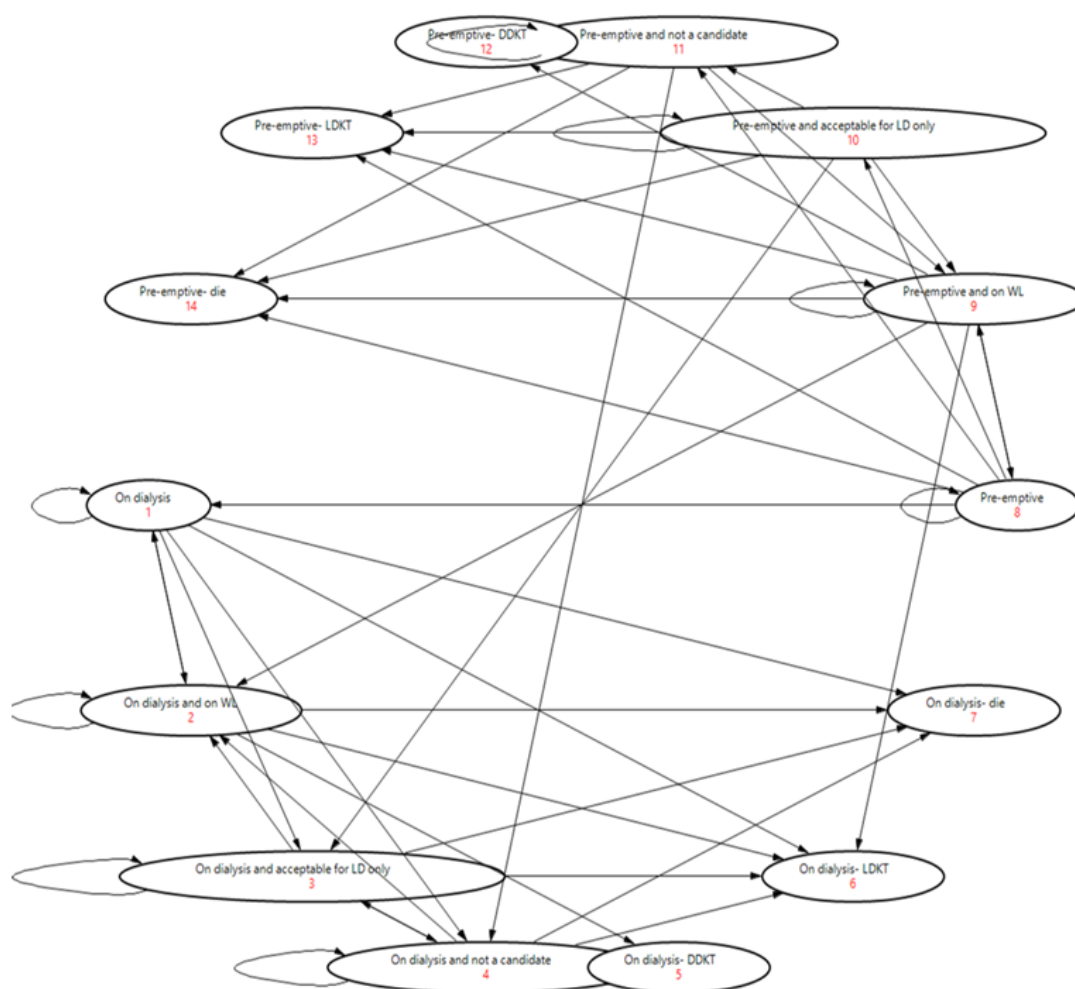 Pre-emptive- DDKT
12
Pre-emptive and not a candidate
11
Pre-emptive- LDKT
13
Pre-emptive and acceptable for LD only
10
Pre-emptive- die
14
Pre-emptive and on WL
9
On dialysis
1
Pre-emptive
8
On dialysis and on WL
2
On dialysis- die
7
On dialysis and acceptable for LD only
3
On dialysis- LDKT
6
On dialysis and not a candidate
4
On dialysis- DDKT
5